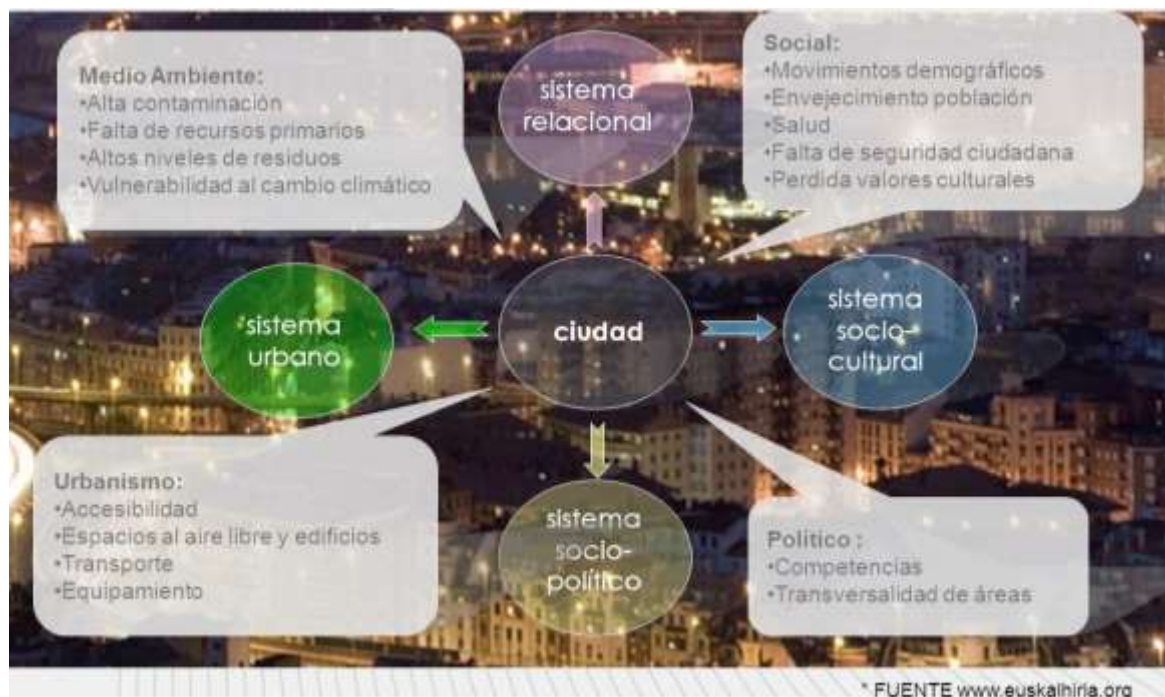 Medio Ambiente:
•Alta contaminación
•Falta de recursos primarios
•Altos niveles de residuos
•Vulnerabilidad al cambio climático
sistema
relacional
Social:
•Movimientos demográficos
•Envejecimiento población
•Salud
•Falta de seguridad ciudadana
•Perdida valores culturales
sistema
urbano
ciudad
sistema
socio-
cultural
Urbanismo:
•Accesibilidad
•Espacios al aire libre y edificios
•Transporte
•Equipamiento
sistema
socio-
político
Político :
•Competencias
•Transversalidad de áreas
* FUENTE www.euskalhiria.org